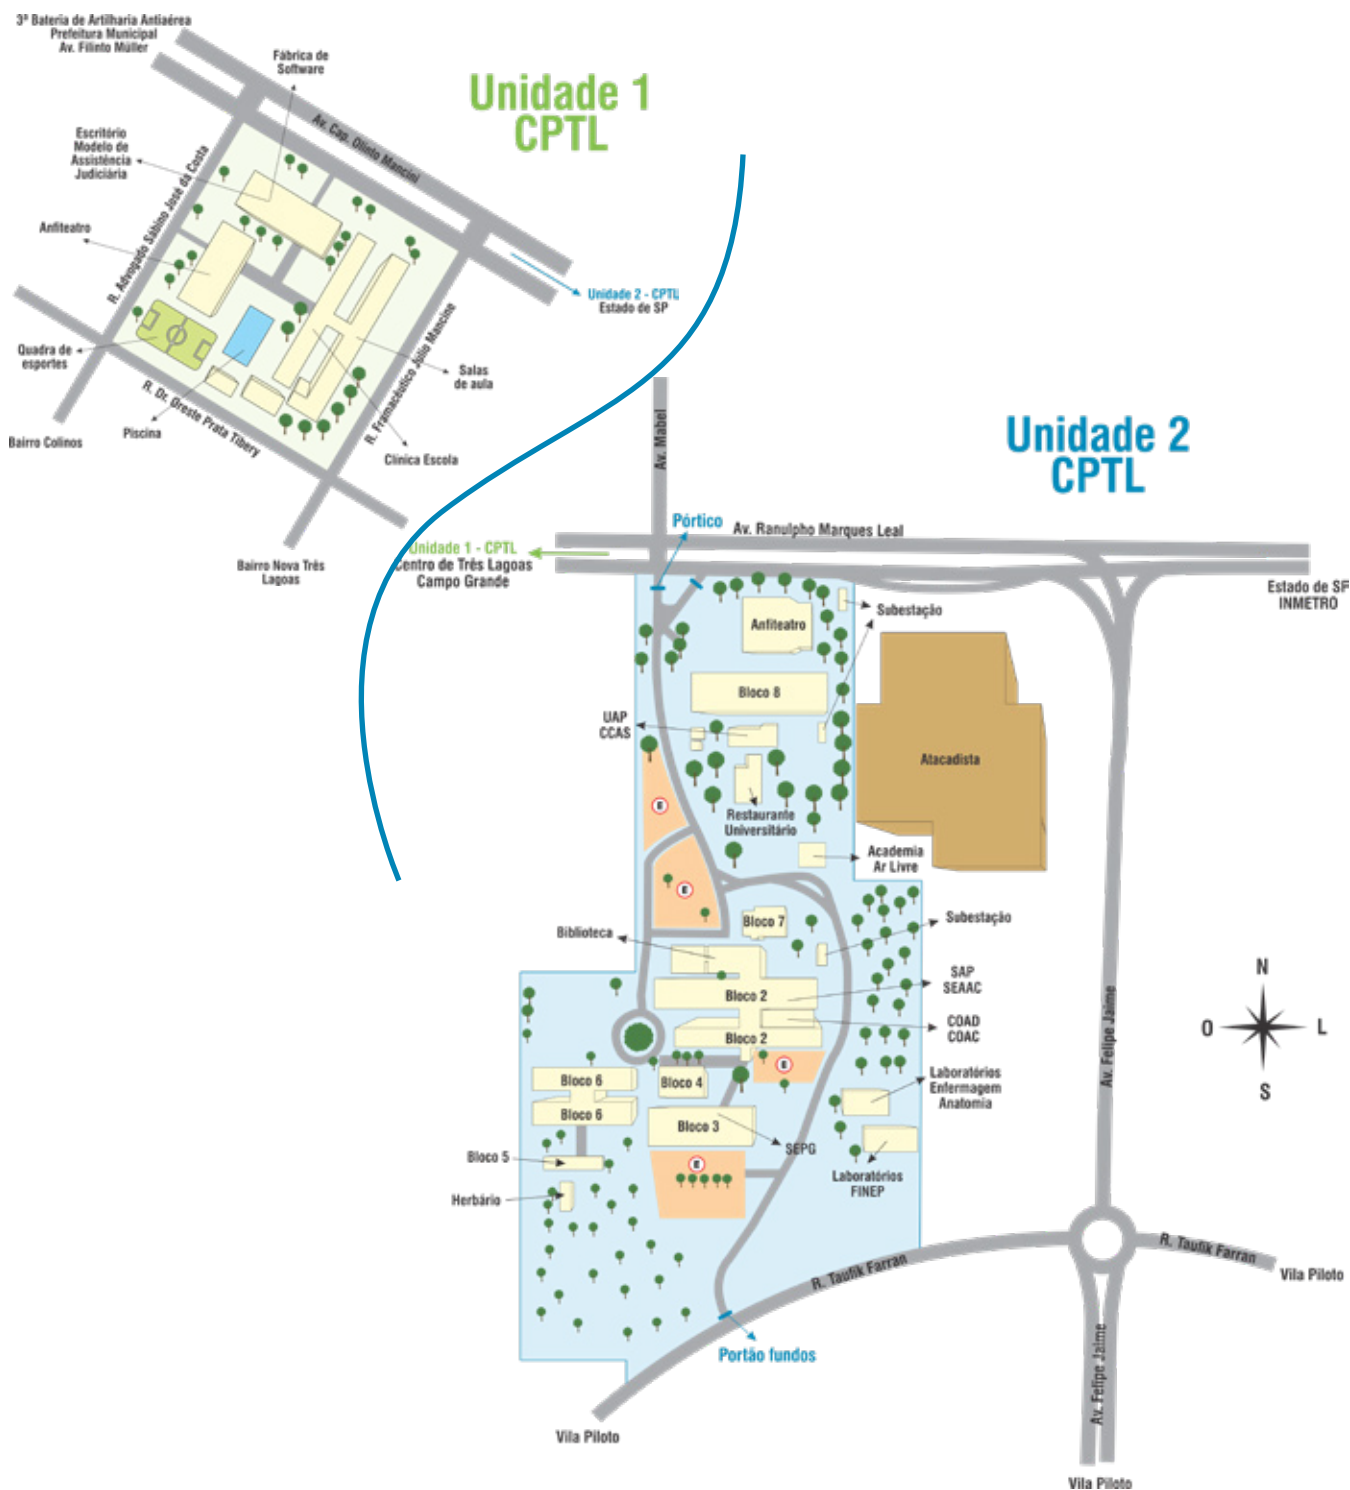 3ª Bateria de Artilharia Antiaérea
Prefeitura Municipal
Av. Filinto Müller
Fábrica de
Software
Unidade 1
CPTL
Av. Cap. Olinto Mancini
Escritório
Modelo de
Assistência
Judiciária
R. Advogado Sábino José da Costa
Anfiteatro
Unidade 2 - CPTL
Estado de SP
Quadra de
esportes
Salas
de aula
R. Framacêutico Julio Mancine
R. Dr. Oreste Prata Tibery
Piscina
Bairro Colinos
Clínica Escola
Bairro Nova Três
Lagoas
Unidade 2
CPTL
Av. Mabel
Pórtico
Av. Ranulpho Marques Leal
Unidade 1 - CPTL
Centro de Três Lagoas
Campo Grande
Estado de SP
INMETRO
Subestação
Anfiteatro
Bloco 8
UAP
CCAS
Atacadista
E
Restaurante
Universitário
Academia
Ar Livre
E
Bloco 7
Subestação
Biblioteca
SAP
SEAAC
Bloco 2
COAD
COAC
Bloco 2
E
N
O
L
S
Av. Felipe Jaime
Laboratórios
Enfermagem
Anatomia
Bloco 6
Bloco 4
Bloco 6
Bloco 3
SEPG
Bloco 5
E
Laboratórios
FINEP
Herbário
R. Taufik Farran
R. Taufik Farran
Vila Piloto
Portão fundos
Av. Felipe Jaime
Vila Piloto
Vila Piloto